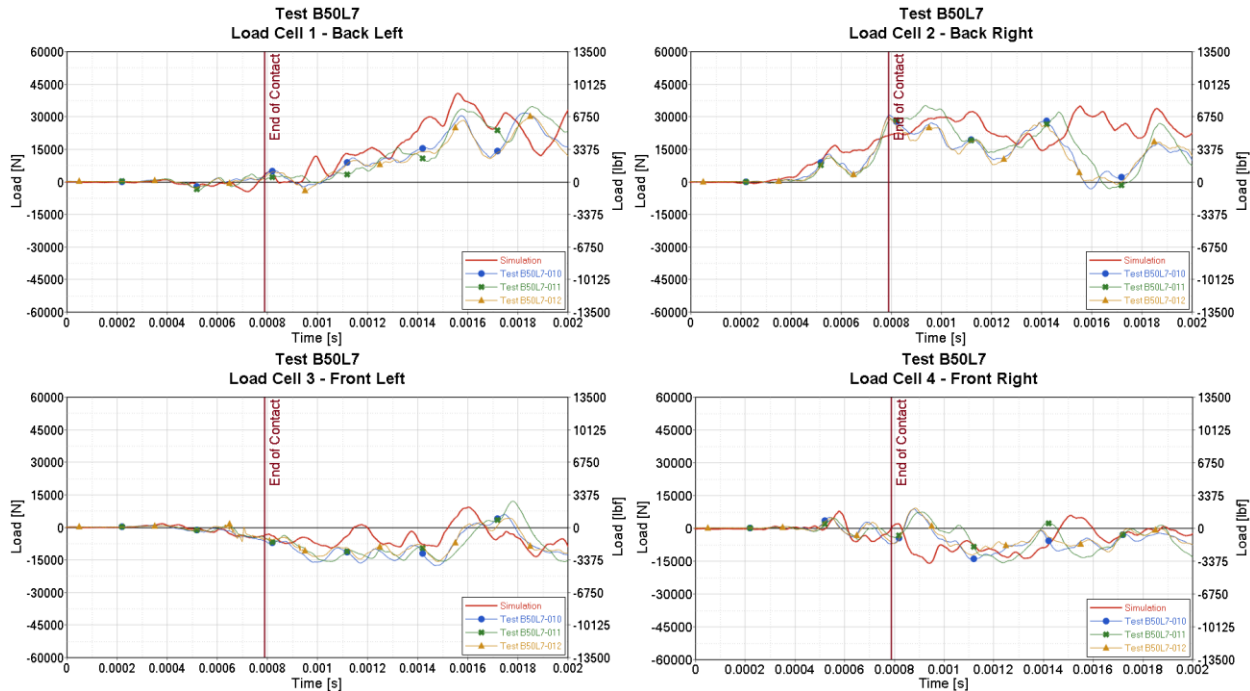 Test B50L7
Load Cell 1 - Back Left
60000
45000
30000
15000
0
-15000
-30000
-45000
-60000
Load [N]
13500
10125
6750
3375
0
-3375
-6750
-10125
-13500
Load [lbf]
End of Contact
Simulation
Test B50L7-010
Test B50L7-011
Test B50L7-012
0 0.0002 0.0004 0.0006 0.0008 0.001 0.0012 0.0014 0.0016 0.0018 0.002
Time [s]
Test B50L7
Load Cell 2 - Back Right
60000
45000
30000
15000
0
-15000
-30000
-45000
-60000
Load [N]
13500
10125
6750
3375
0
-3375
-6750
-10125
-13500
Load [lbf]
End of Contact
Simulation
Test B50L7-010
Test B50L7-011
Test B50L7-012
0 0.0002 0.0004 0.0006 0.0008 0.001 0.0012 0.0014 0.0016 0.0018 0.002
Time [s]
Test B50L7
Load Cell 3 - Front Left
60000
45000
30000
15000
0
-15000
-30000
-45000
-60000
Load [N]
13500
10125
6750
3375
0
-3375
-6750
-10125
-13500
Load [lbf]
End of Contact
Simulation
Test B50L7-010
Test B50L7-011
Test B50L7-012
0 0.0002 0.0004 0.0006 0.0008 0.001 0.0012 0.0014 0.0016 0.0018 0.002
Time [s]
Test B50L7
Load Cell 4 - Front Right
60000
45000
30000
15000
0
-15000
-30000
-45000
-60000
Load [N]
13500
10125
6750
3375
0
-3375
-6750
-10125
-13500
Load [lbf]
End of Contact
Simulation
Test B50L7-010
Test B50L7-011
Test B50L7-012
0 0.0002 0.0004 0.0006 0.0008 0.001 0.0012 0.0014 0.0016 0.0018 0.002
Time [s]